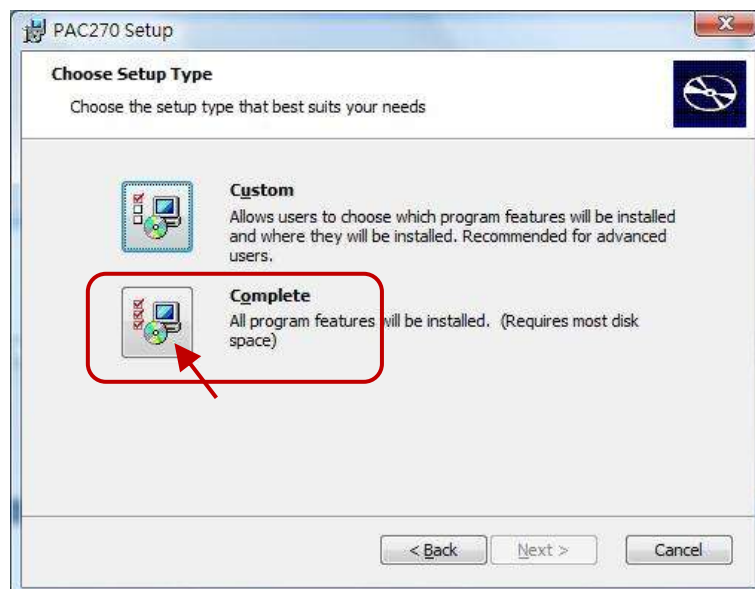 PAC270 Setup
Choose Setup Type
Choose the setup type that best suits your needs
Custom
Allows users to choose which program features will be installed
and where they will be installed. Recommended for advanced
users.
Complete
All program features will be installed. (Requires most disk
space)
< Back
Next >
Cancel